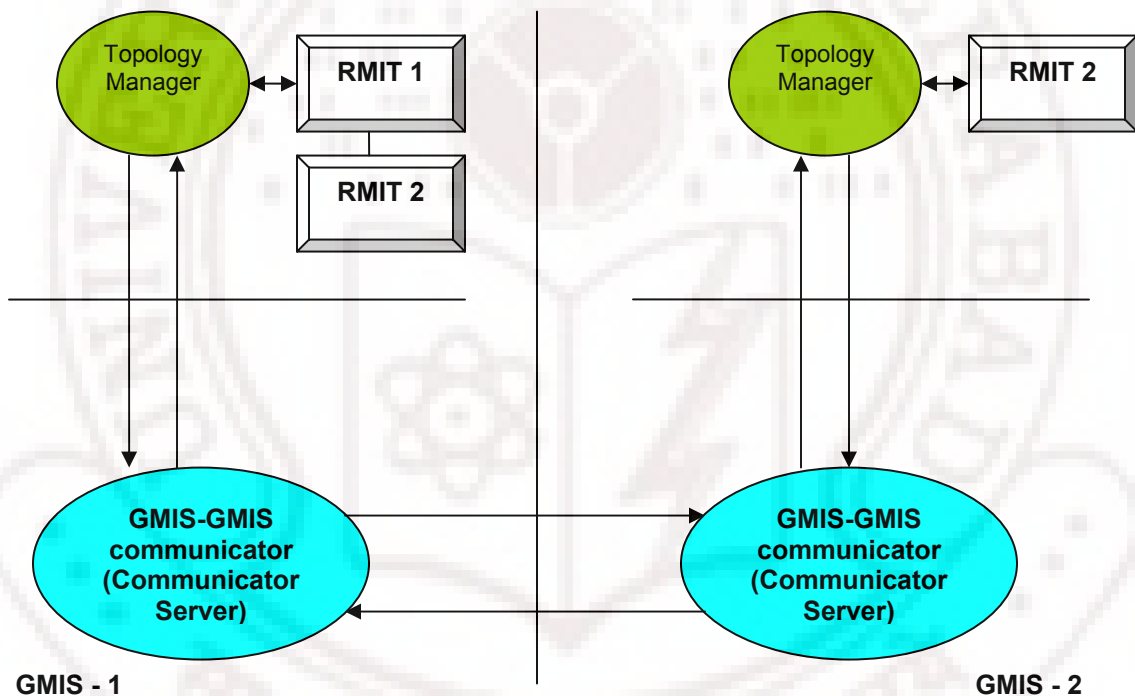 Topology
Manager
RMIT 1
RMIT 2
GMIS-GMIS
communicator
(Communicator
Server)
GMIS - 1
Topology
Manager
RMIT 2
GMIS-GMIS
communicator
(Communicator
Server)
GMIS - 2